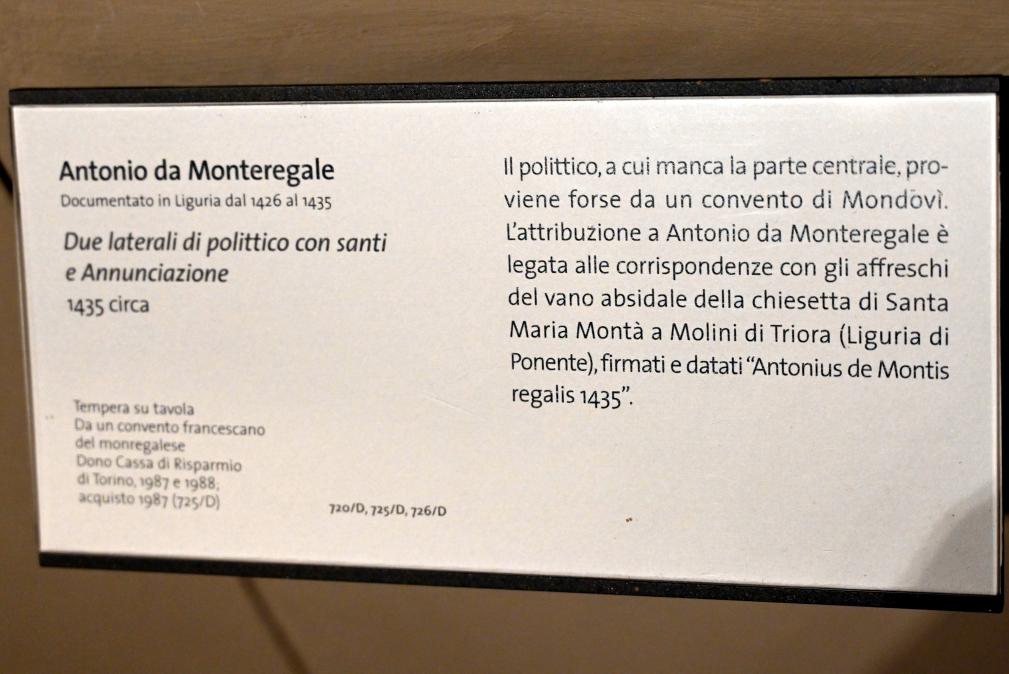 Antonio da Monteregale
Documentato in Liguria dal 1426 al 1435
Due laterali di polittico con santi
e Annunciazione
1435 circa
Tempera su tavola
Da un convento francescano
del monregalese
Dono Cassa di Risparmio
di Torino, 1987 e 1988;
acquisto 1987 (725/D)
720/D, 725/D, 726/D
Il polittico, a cui manca la parte centrale, pro-
viene forse da un convento di Mondovì.
L'attribuzione a Antonio da Monteregale è
legata alle corrispondenze con gli affreschi
del vano absidale della chiesetta di Santa
Maria Montà a Molini di Triora (Liguria di
Ponente), firmati e datati “Antonius de Montis
regalis 1435”.